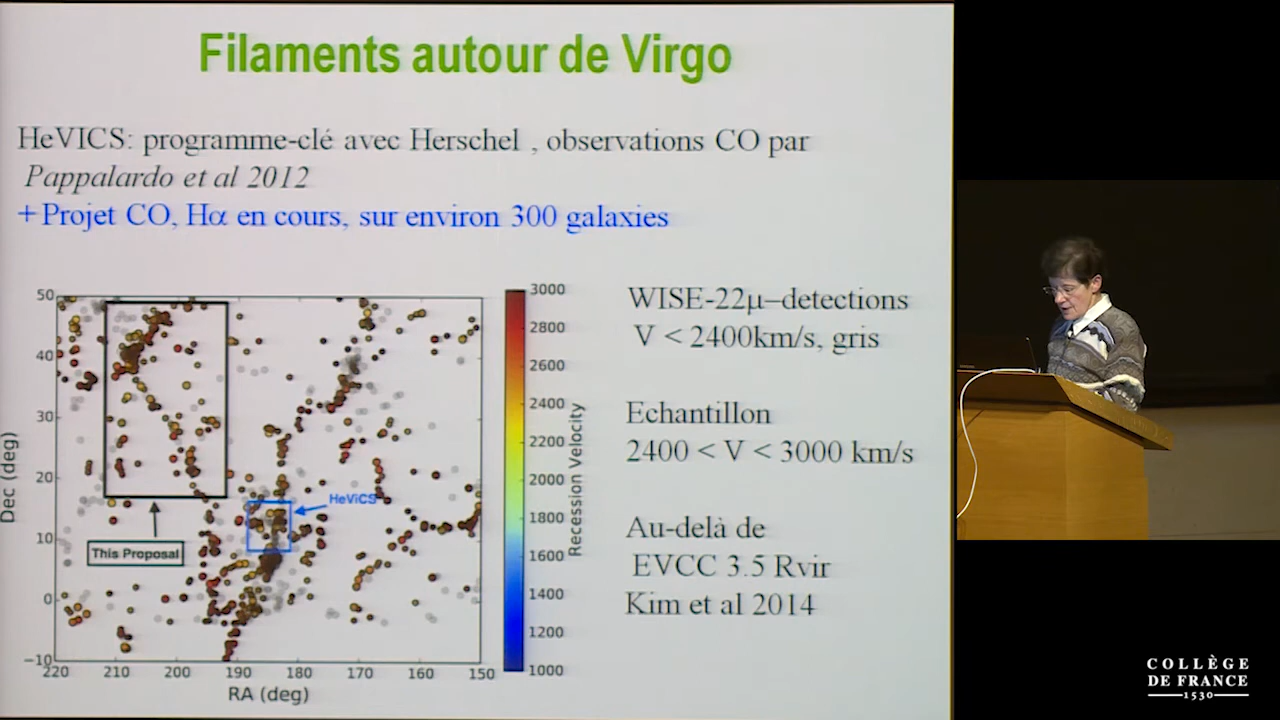 Filaments autour de Virgo
HeVICS: programme-clé avec Herschel , observations CO par
Pappalardo et al 2012
+Projet CO, Hα en cours, sur environ 300 galaxies
50
40
30
20
10
0
−10
220
210
200
190
180
170
160
150
Dec (deg)
RA (deg)
This Proposal
HeViCS
3000
2800
2600
2400
2200
2000
1800
1600
1400
1200
1000
Recession Velocity
WISE-22μ–detections
V < 2400km/s, gris
Echantillon
2400 < V < 3000 km/s
Au-delà de
EVCC 3.5 Rvir
Kim et al 2014
COLLÈGE
DE FRANCE
1530